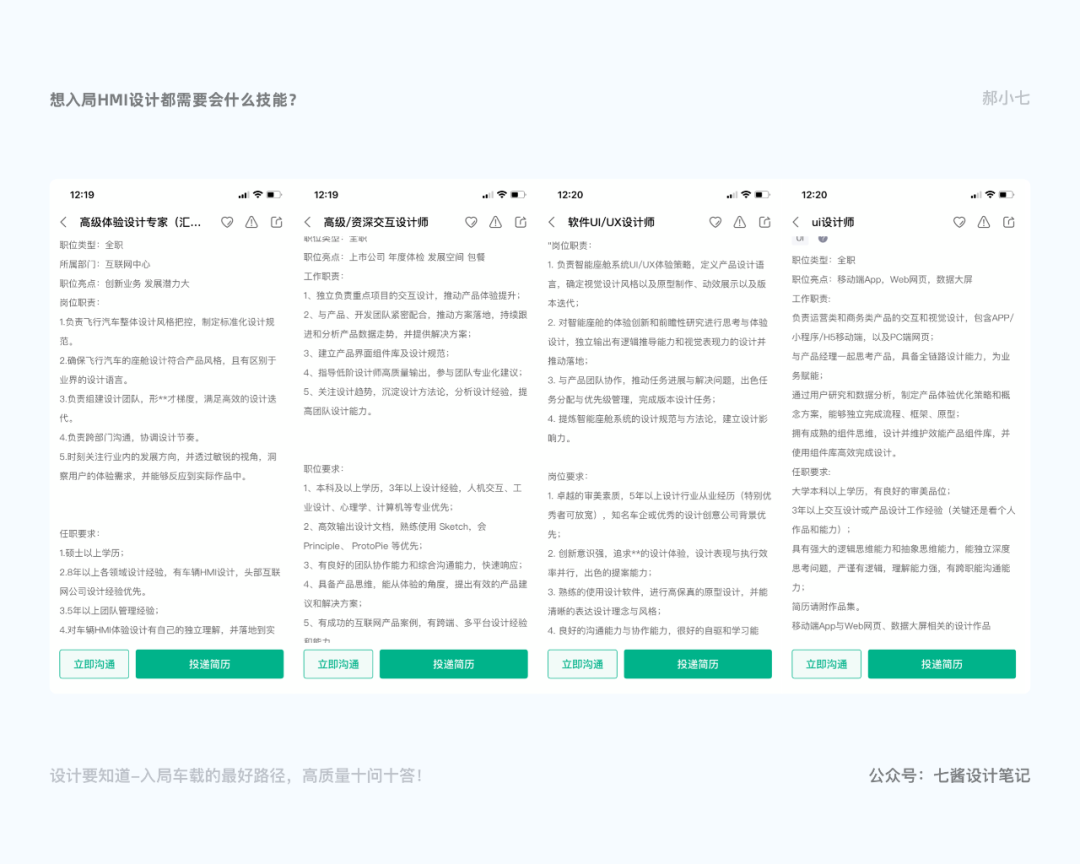 想入局HMI设计都需要会什么技能?
郝小七
12:19
高级体验设计专家（汇...
职位类型：全职
所属部门：互联网中心
职位亮点：创新业务 发展潜力大
岗位职责：
1.负责飞行汽车整体设计风格把控，制定标准化设计规
范。
2.确保飞行汽车的座舱设计符合产品风格，且有区别于
业界的设计语言。
3.负责组建设计团队，形**才梯度，满足高效的设计迭
代。
4.负责跨部门沟通，协调设计节奏。
5.时刻关注行业内的发展方向，并透过敏锐的视角，洞
察用户的体验需求，并能够反应到实际作品中。
任职要求：
1.硕士以上学历；
2.8年以上各领域设计经验，有车辆HMI设计，头部互联
网公司设计经验优先。
3.5年以上团队管理经验；
4.对车辆HMI体验设计有自己的独立理解，并落地到实
立即沟通
投递简历
12:19
高级/资深交互设计师
职位类型：全职
职位亮点：上市公司 年度体检 发展空间 包餐
工作职责：
1、独立负责重点项目的交互设计，推动产品体验提升；
2、与产品、开发团队紧密配合，推动方案落地，持续跟
进和分析产品数据走势，并提供解决方案；
3、建立产品界面组件库及设计规范；
4、指导低阶设计师高质量输出，参与团队专业化建议；
5、关注设计趋势，沉淀设计方法论，分析设计经验，提
高团队设计能力。
职位要求：
1、本科及以上学历，3年以上设计经验，人机交互、工
业设计、心理学、计算机等专业优先；
2、高效输出设计文档，熟练使用 Sketch，会
Principle、 ProtoPie 等优先；
3、有良好的团队协作能力和综合沟通能力，快速响应；
4、具备产品思维，能从体验的角度，提出有效的产品建
议和解决方案；
5、有成功的互联网产品案例，有跨端、多平台设计经验
和能力
立即沟通
投递简历
12:20
软件UI/UX设计师
"岗位职责：
1. 负责智能座舱系统UI/UX体验策略，定义产品设计语
言，确定视觉设计风格以及原型制作、动效展示以及版
本迭代；
2. 对智能座舱的体验创新和前瞻性研究进行思考与体验
设计，独立输出有逻辑推导能力和视觉表现力的设计并
推动落地；
3. 与产品团队协作，推动任务进展与解决问题，出色任
务分配与优先级管理，完成版本设计任务；
4. 提炼智能座舱系统的设计规范与方法论，建立设计影
响力。
岗位要求：
1. 卓越的审美素质，5年以上设计行业从业经历（特别优
秀者可放宽），知名车企或优秀的设计创意公司背景优
先；
2. 创新意识强，追求**的设计体验，设计表现与执行效
率并行，出色的提案能力；
3. 熟练的使用设计软件，进行高保真的原型设计，并能
清晰的表达设计理念与风格；
4. 良好的沟通能力与协作能力，很好的自驱和学习能
立即沟通
投递简历
12:20
ui设计师
UI
职位类型：全职
职位亮点：移动端App，Web网页，数据大屏
工作职责:
负责运营类和商务类产品的交互和视觉设计，包含APP/
小程序/H5移动端，以及PC端网页；
与产品经理一起思考产品，具备全链路设计能力，为业
务赋能；
通过用户研究和数据分析，制定产品体验优化策略和概
念方案，能够独立完成流程、框架、原型；
拥有成熟的组件思维，设计并维护效能产品组件库，并
使用组件库高效完成设计。
任职要求:
大学本科以上学历，有良好的审美品位；
3年以上交互设计或产品设计工作经验（关键还是看个人
作品和能力）；
具有强大的逻辑思维能力和抽象思维能力，能独立深度
思考问题，严谨有逻辑，理解能力强，有跨职能沟通能
力；
简历请附作品集。
移动端App与Web网页、数据大屏相关的设计作品
立即沟通
投递简历
设计要知道-入局车载的最好路径，高质量十问十答！
公众号：七酱设计笔记